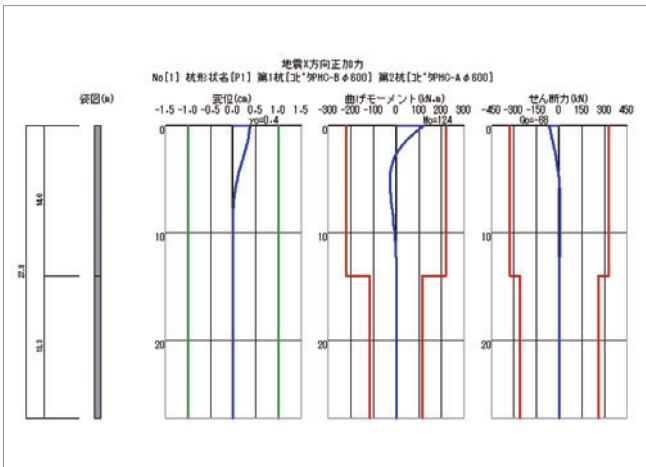 地震X方向正加力
No[1] 杭形状名[P1] 第1杭[コピタPHC-Bφ600] 第2杭[コピタPHC-Aφ600]
姿図(m) 変位(cm) 曲げモーメント(kN.m) せん断力(kN)
-1.5 -1.0 -0.5 0.0 0.5 1.0 1.5 -300 -200 -100 0 100 200 300 -450 -300 -150 0 150 300 450
yo=0.4 Mo=124 Qo=-68
0 0 0
14.0
10 10 10
27.3
13.3
20 20 20